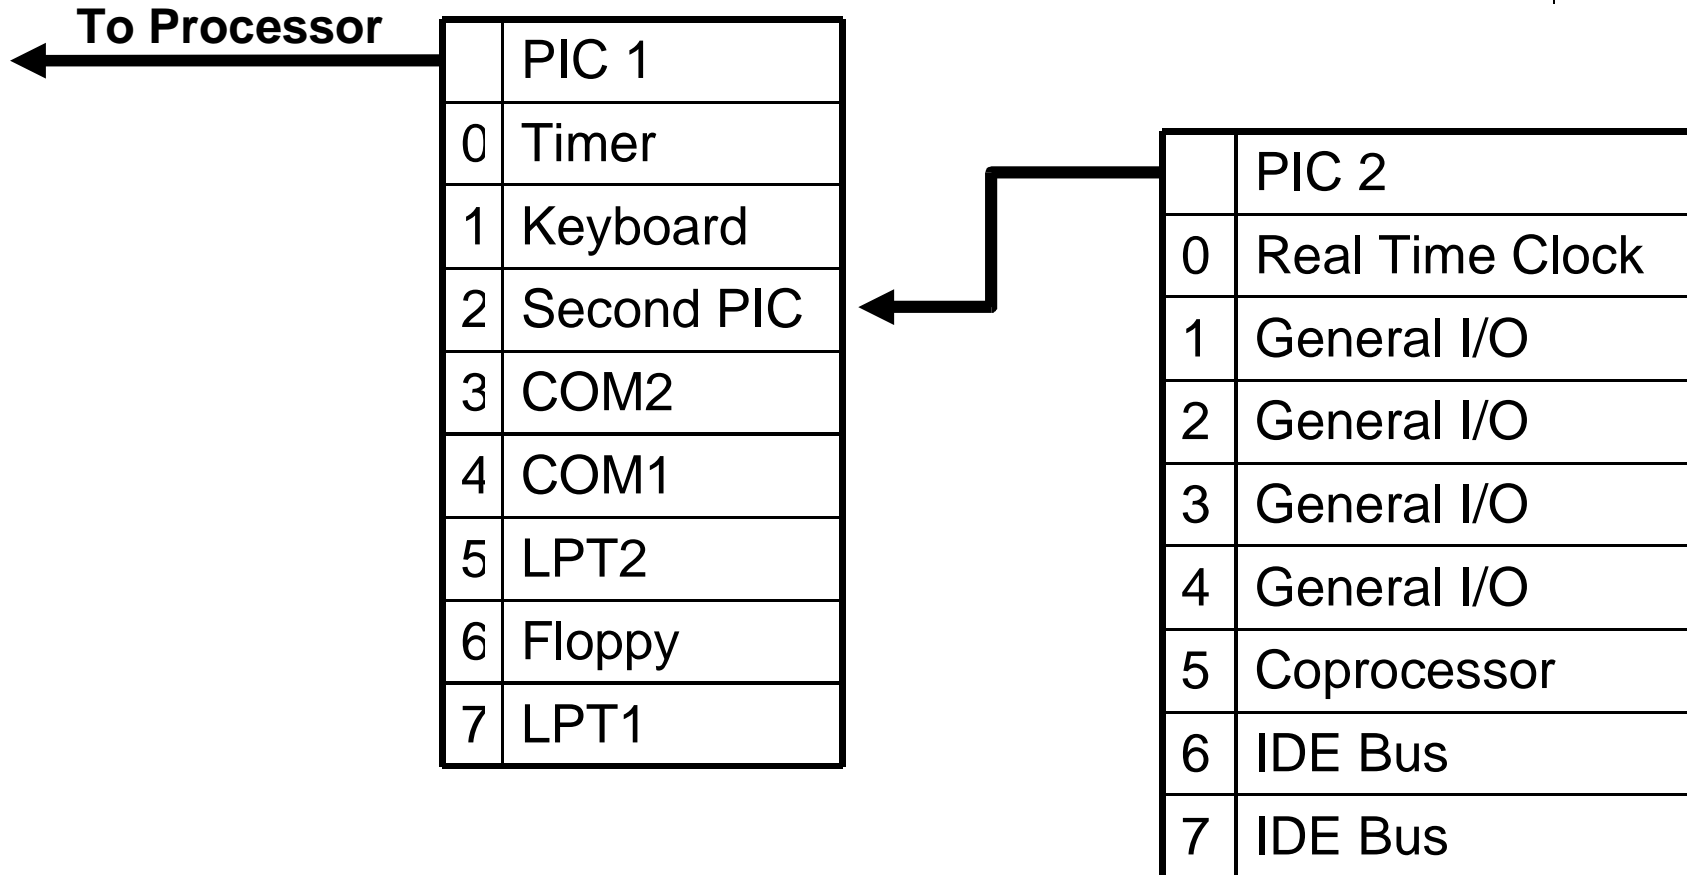 To Processor
PIC 1
0 Timer
1 Keyboard
2 Second PIC
3 COM2
4 COM1
5 LPT2
6 Floppy
7 LPT1
PIC 2
0 Real Time Clock
1 General I/O
2 General I/O
3 General I/O
4 General I/O
5 Coprocessor
6 IDE Bus
7 IDE Bus